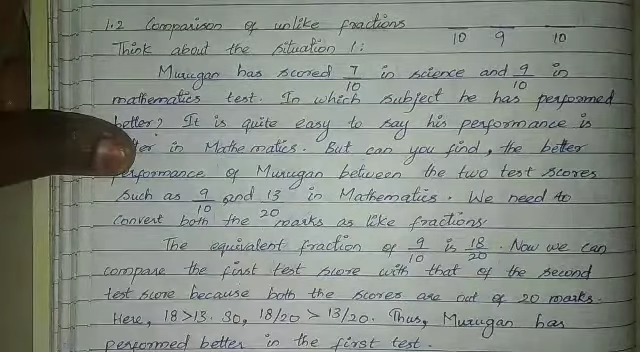 1.2 Comparison of unlike fractions
10 9 10
Think about the situation 1:
Murugan has scored 7/10 in science and 9/10 in
mathematics test. In which subject he has performed
better? It is quite easy to say his performance is
in Mathematics. But can you find, the better
performance of Murugan between the two test scores
such as 9/10 and 13/20 in Mathematics. We need to
convert both the marks as like fractions
The equivalent fraction of 9/10 is 18/20. Now we can
compare the first test score with that of the second
test score because both the scores are out of 20 marks.
Here, 18>13. So, 18/20 > 13/20. Thus, Murugan has
performed better in the first test.